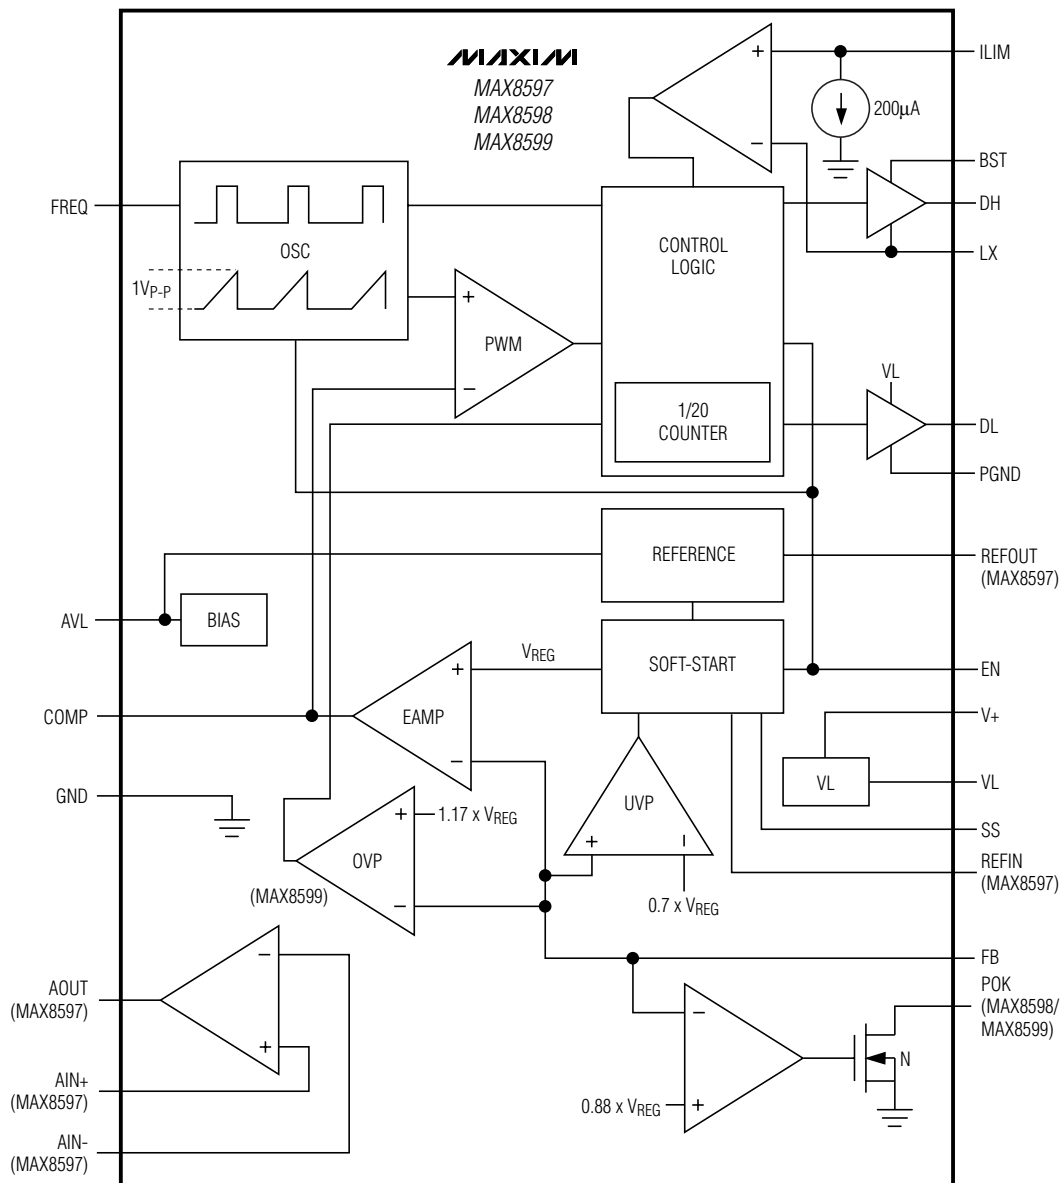 MAXIM
MAX8597
MAX8598
MAX8599
ILIM
+
200µA
−
BST
FREQ
DH
OSC
CONTROL
LOGIC
LX
1VP-P
+
PWM
−
VL
1/20
COUNTER
DL
PGND
REFERENCE
REFOUT
(MAX8597)
AVL
BIAS
VREG
SOFT-START
+
EN
COMP
EAMP
V+
−
GND
VL
VL
UVP
+
1.17 x VREG
SS
+
−
OVP
REFIN
(MAX8597)
(MAX8599)
−
0.7 x VREG
FB
−
AOUT
(MAX8597)
POK
(MAX8598/
MAX8599)
−
+
N
AIN+
(MAX8597)
0.88 x VREG
+
AIN-
(MAX8597)